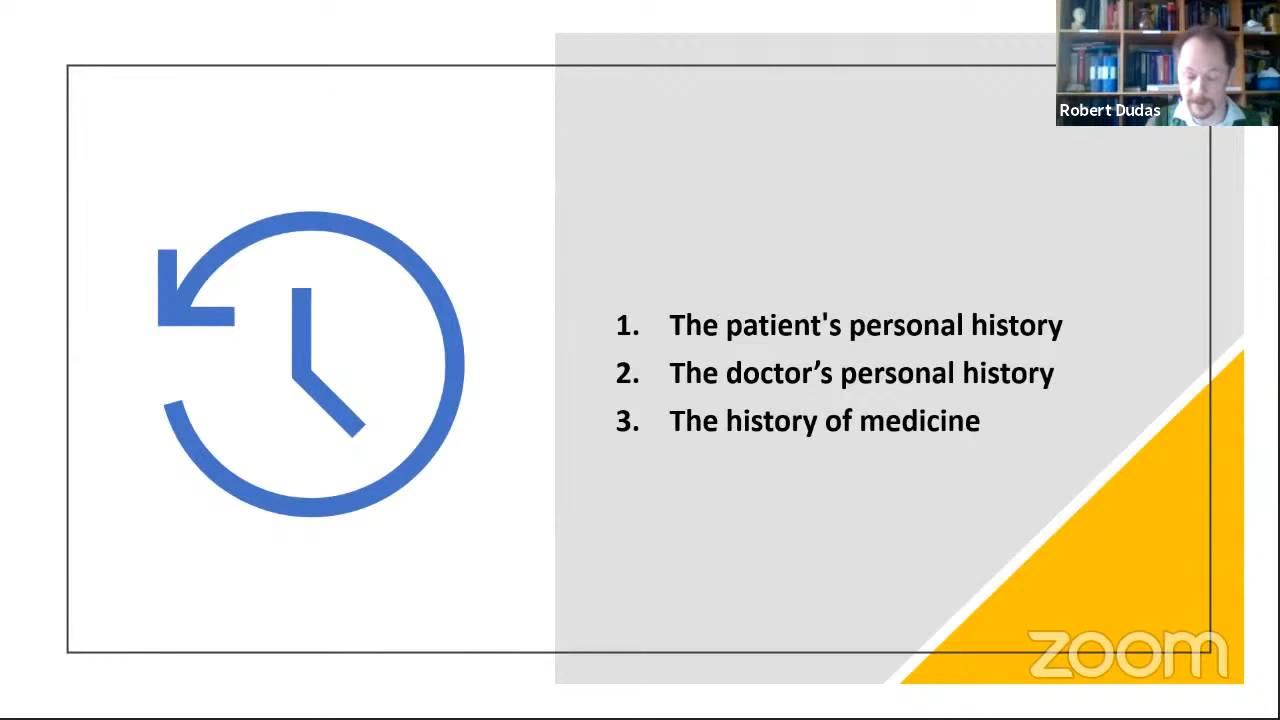 Robert Dudas
1. The patient's personal history
2. The doctor’s personal history
3. The history of medicine
zoom